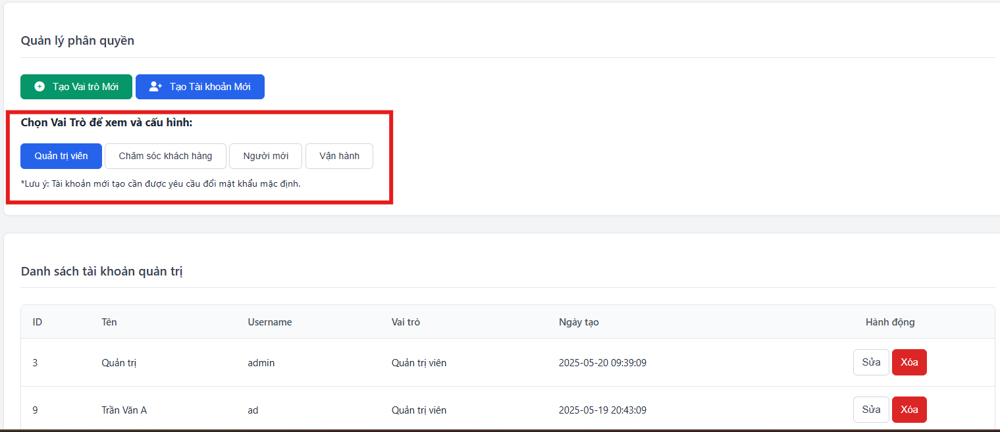 Quản lý phân quyền
Tạo Vai trò Mới Tạo Tài khoản Mới
Chọn Vai Trò để xem và cấu hình:
Quản trị viên Chăm sóc khách hàng Người mới Vận hành
*Lưu ý: Tài khoản mới tạo cần được yêu cầu đổi mật khẩu mặc định.
Danh sách tài khoản quản trị
ID Tên Username Vai trò Ngày tạo Hành động
3 Quản trị admin Quản trị viên 2025-05-20 09:39:09 Sửa Xóa
9 Trần Văn A ad Quản trị viên 2025-05-19 20:43:09 Sửa Xóa